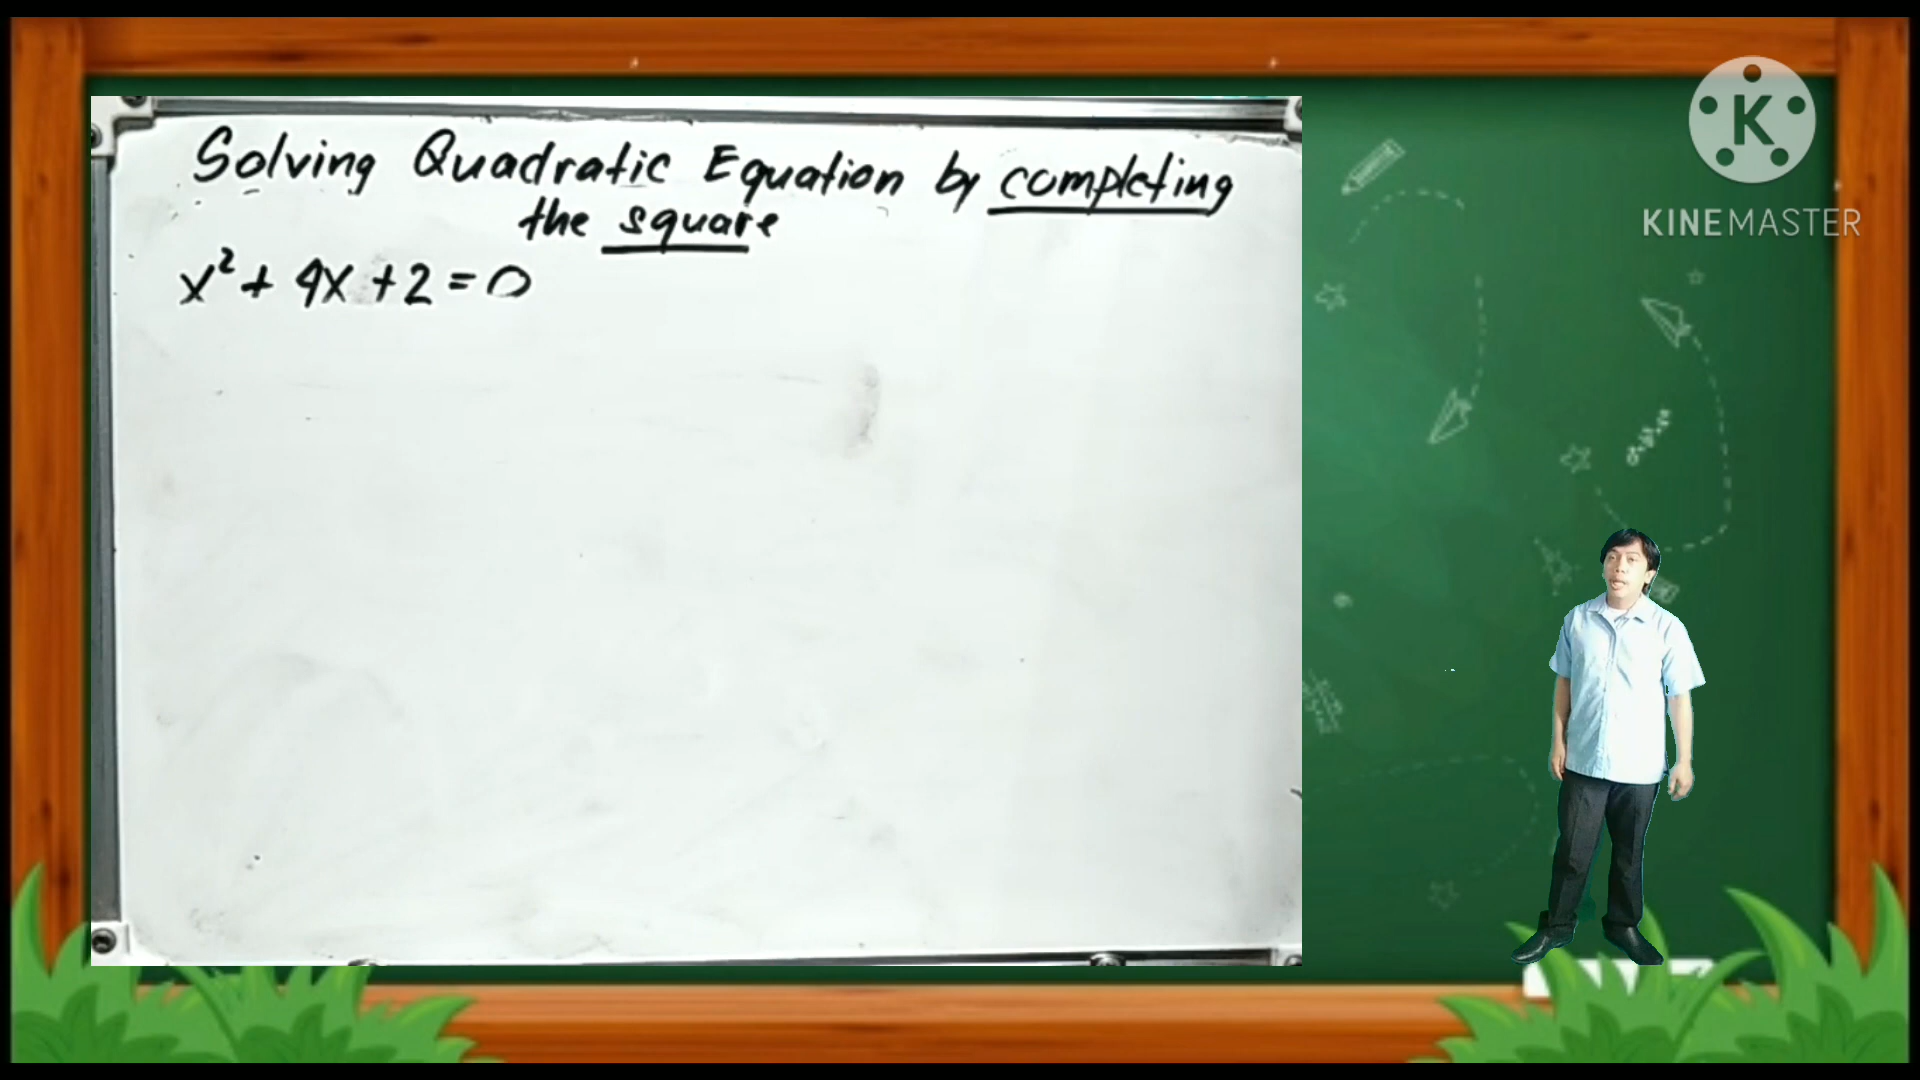 Solving Quadratic Equation by completing
the square
x² + 4x + 2 = 0
KINEMASTER